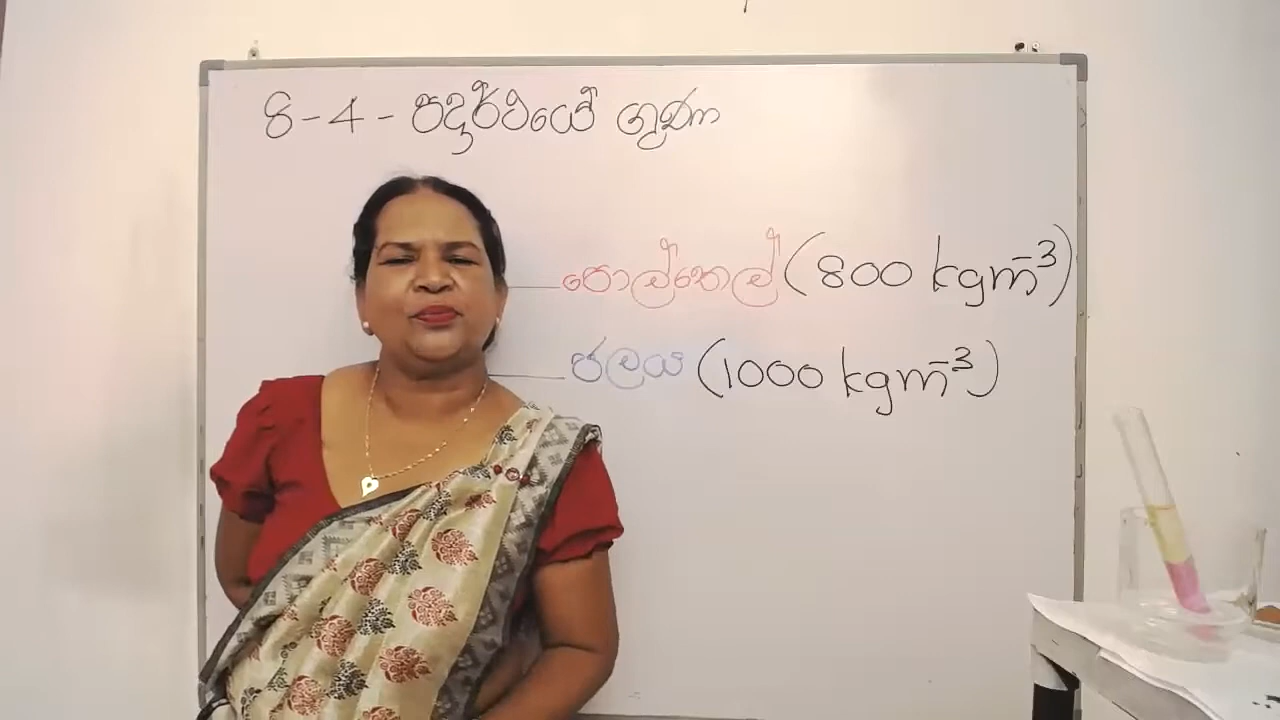 8-4- පදාර්ථයේ ගුණ
පොල්තෙල් (800 kgm⁻³)
ජලය (1000 kgm⁻³)